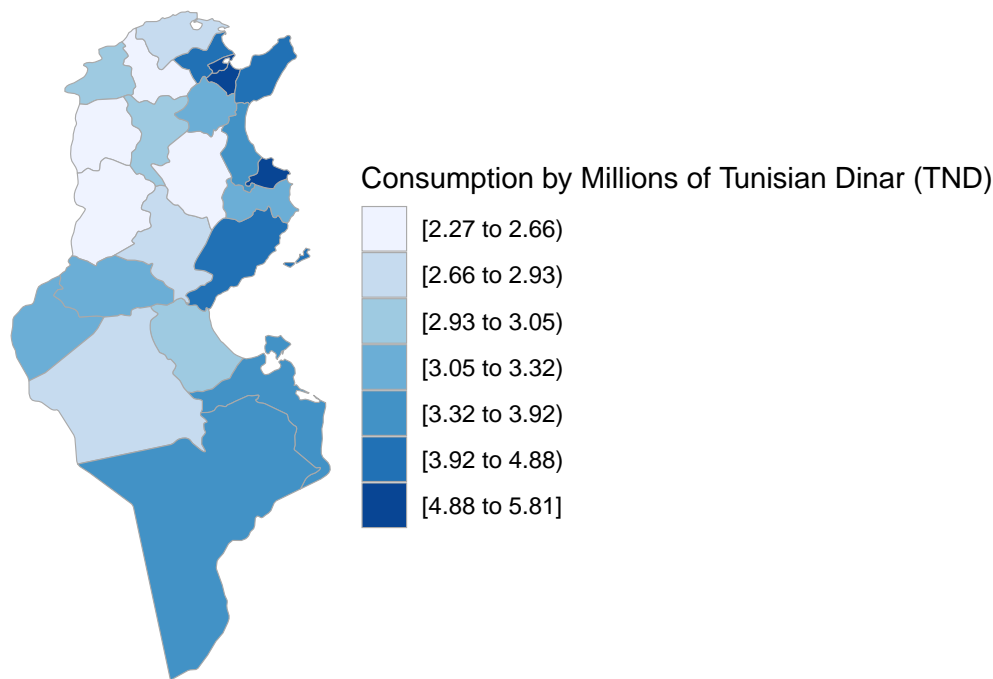 Consumption by Millions of Tunisian Dinar (TND)
[2.27 to 2.66)
[2.66 to 2.93)
[2.93 to 3.05)
[3.05 to 3.32)
[3.32 to 3.92)
[3.92 to 4.88)
[4.88 to 5.81]